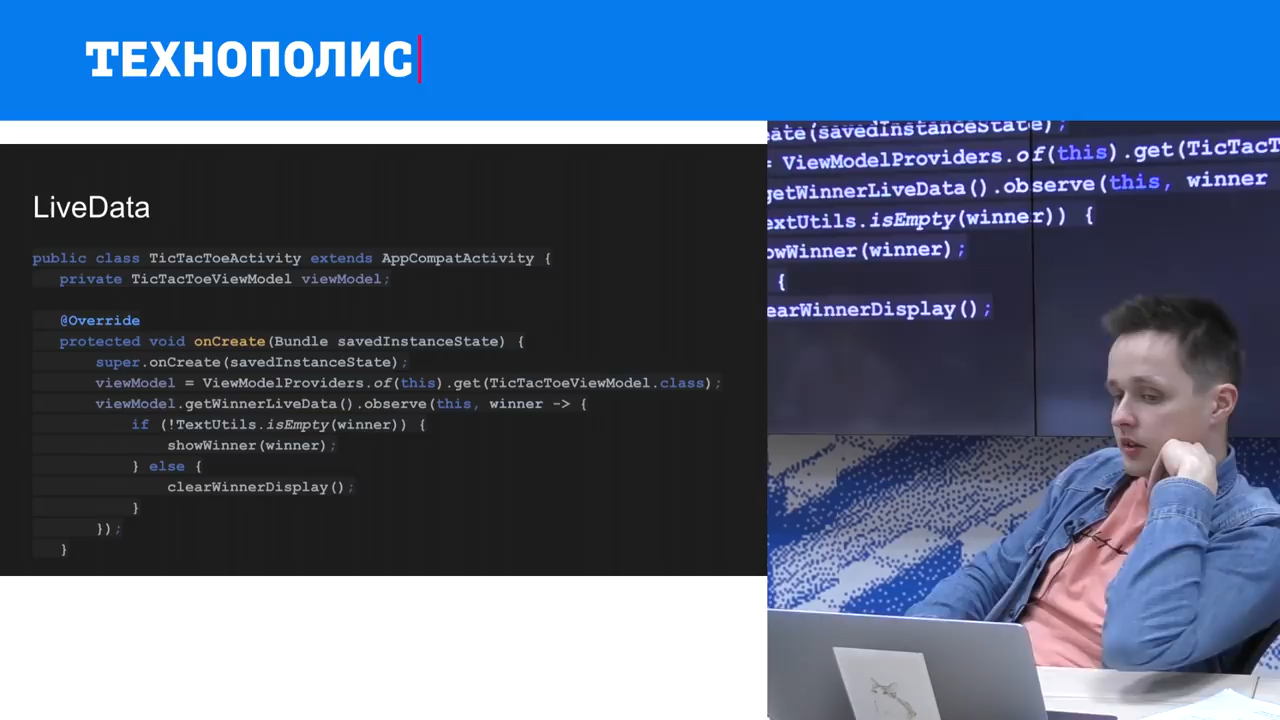 ТЕХНОПОЛИС
LiveData
public class TicTacToeActivity extends AppCompatActivity {
private TicTacToeViewModel viewModel;
@Override
protected void onCreate(Bundle savedInstanceState) {
super.onCreate(savedInstanceState);
viewModel = ViewModelProviders.of(this).get(TicTacToeViewModel.class);
viewModel.getWinnerLiveData().observe(this, winner -> {
if (!TextUtils.isEmpty(winner)) {
showWinner(winner);
} else {
clearWinnerDisplay();
}
});
}
eate(savedInstanceState);
= ViewModelProviders.of(this).get(TicTacT
getWinnerLiveData().observe(this, winner
extUtils.isEmpty(winner)) {
owWinner(winner);
{
earWinnerDisplay();